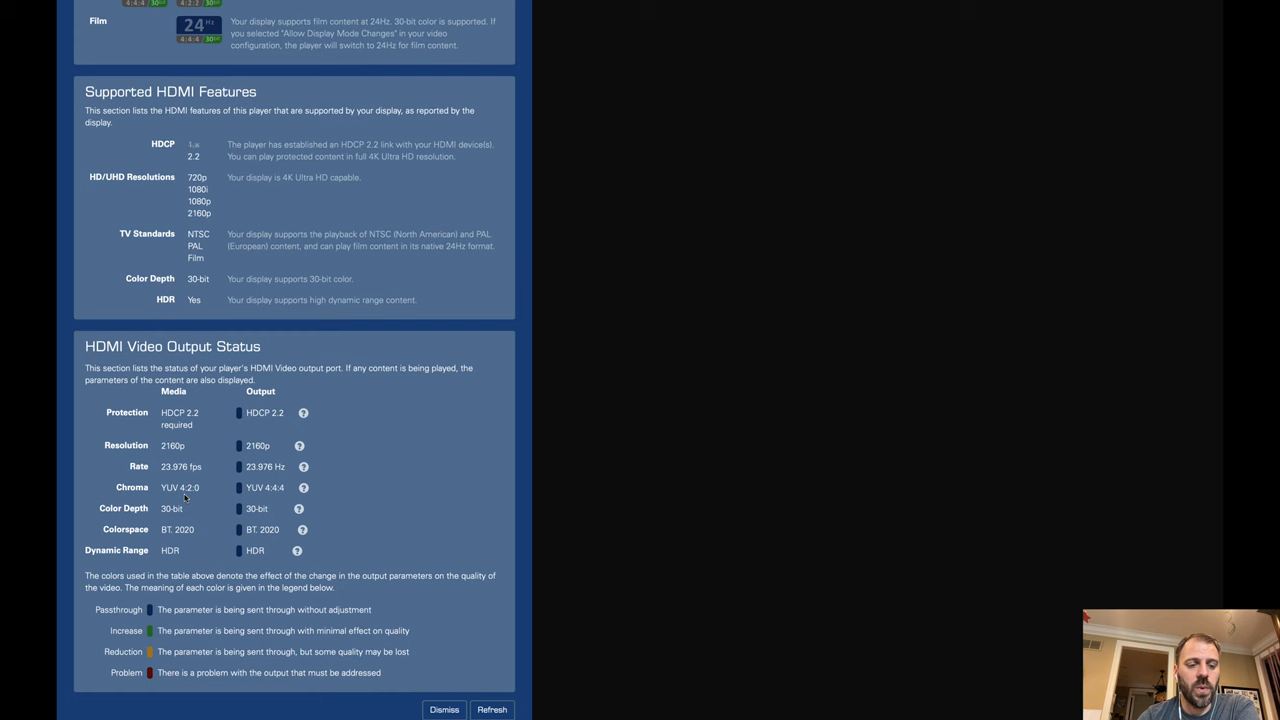 4:4:4 30bit 4:2:2 30bit
Film 24 Hz Your display supports film content at 24Hz. 30-bit color is supported. If
4:4:4 30bit you selected "Allow Display Mode Changes" in your video
configuration, the player will switch to 24Hz for film content.
Supported HDMI Features
This section lists the HDMI features of this player that are supported by your display, as reported by the
display.
HDCP 1.x The player has established an HDCP 2.2 link with your HDMI device(s).
2.2 You can play protected content in full 4K Ultra HD resolution.
HD/UHD Resolutions 720p Your display is 4K Ultra HD capable.
1080i
1080p
2160p
TV Standards NTSC Your display supports the playback of NTSC (North American) and PAL
PAL (European) content, and can play film content in its native 24Hz format.
Film
Color Depth 30-bit Your display supports 30-bit color.
HDR Yes Your display supports high dynamic range content.
HDMI Video Output Status
This section lists the status of your player's HDMI Video output port. If any content is being played, the
parameters of the content are also displayed.
Media Output
Protection HDCP 2.2 HDCP 2.2 ?
required
Resolution 2160p 2160p ?
Rate 23.976 fps 23.976 Hz ?
Chroma YUV 4:2:0 YUV 4:4:4 ?
Color Depth 30-bit 30-bit ?
Colorspace BT. 2020 BT. 2020 ?
Dynamic Range HDR HDR ?
The colors used in the table above denote the effect of the change in the output parameters on the quality of
the video. The meaning of each color is given in the legend below.
Passthrough The parameter is being sent through without adjustment
Increase The parameter is being sent through with minimal effect on quality
Reduction The parameter is being sent through, but some quality may be lost
Problem There is a problem with the output that must be addressed
Dismiss Refresh